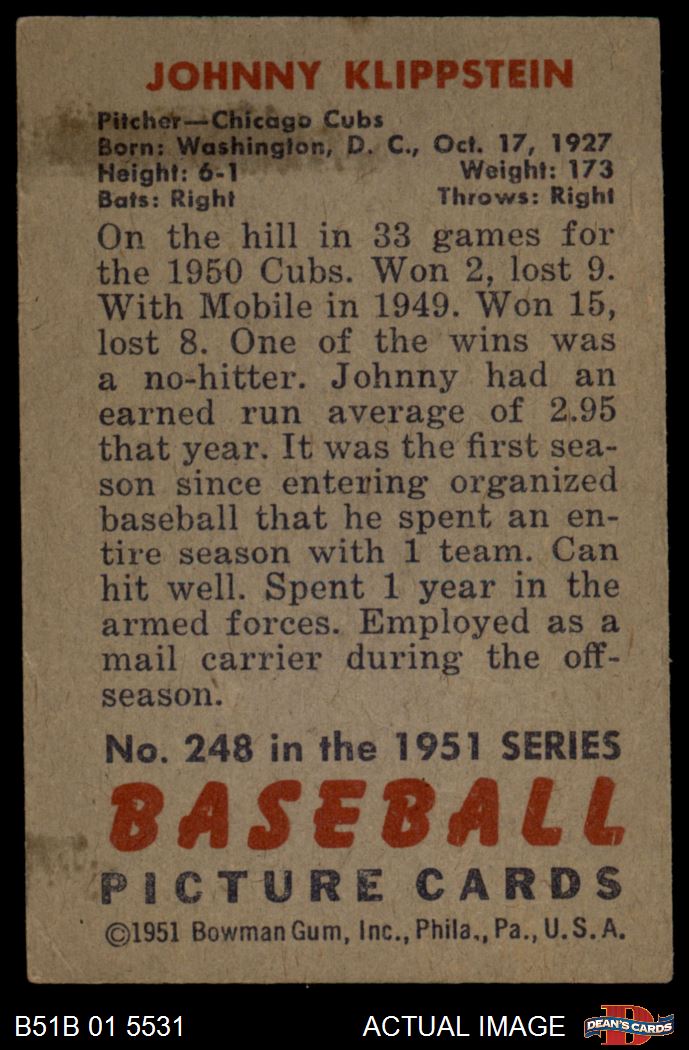 JOHNNY KLIPPSTEIN
Pitcher—Chicago Cubs
Born: Washington, D. C., Oct. 17, 1927
Height: 6-1 Weight: 173
Bats: Right Throws: Right
On the hill in 33 games for
the 1950 Cubs. Won 2, lost 9.
With Mobile in 1949. Won 15,
lost 8. One of the wins was
a no-hitter. Johnny had an
earned run average of 2.95
that year. It was the first sea-
son since entering organized
baseball that he spent an en-
tire season with 1 team. Can
hit well. Spent 1 year in the
armed forces. Employed as a
mail carrier during the off-
season.
No. 248 in the 1951 SERIES
BASEBALL
PICTURE CARDS
©1951 Bowman Gum, Inc., Phila., Pa., U. S. A.
B51B 01 5531 ACTUAL IMAGE D DEAN'S CARDS